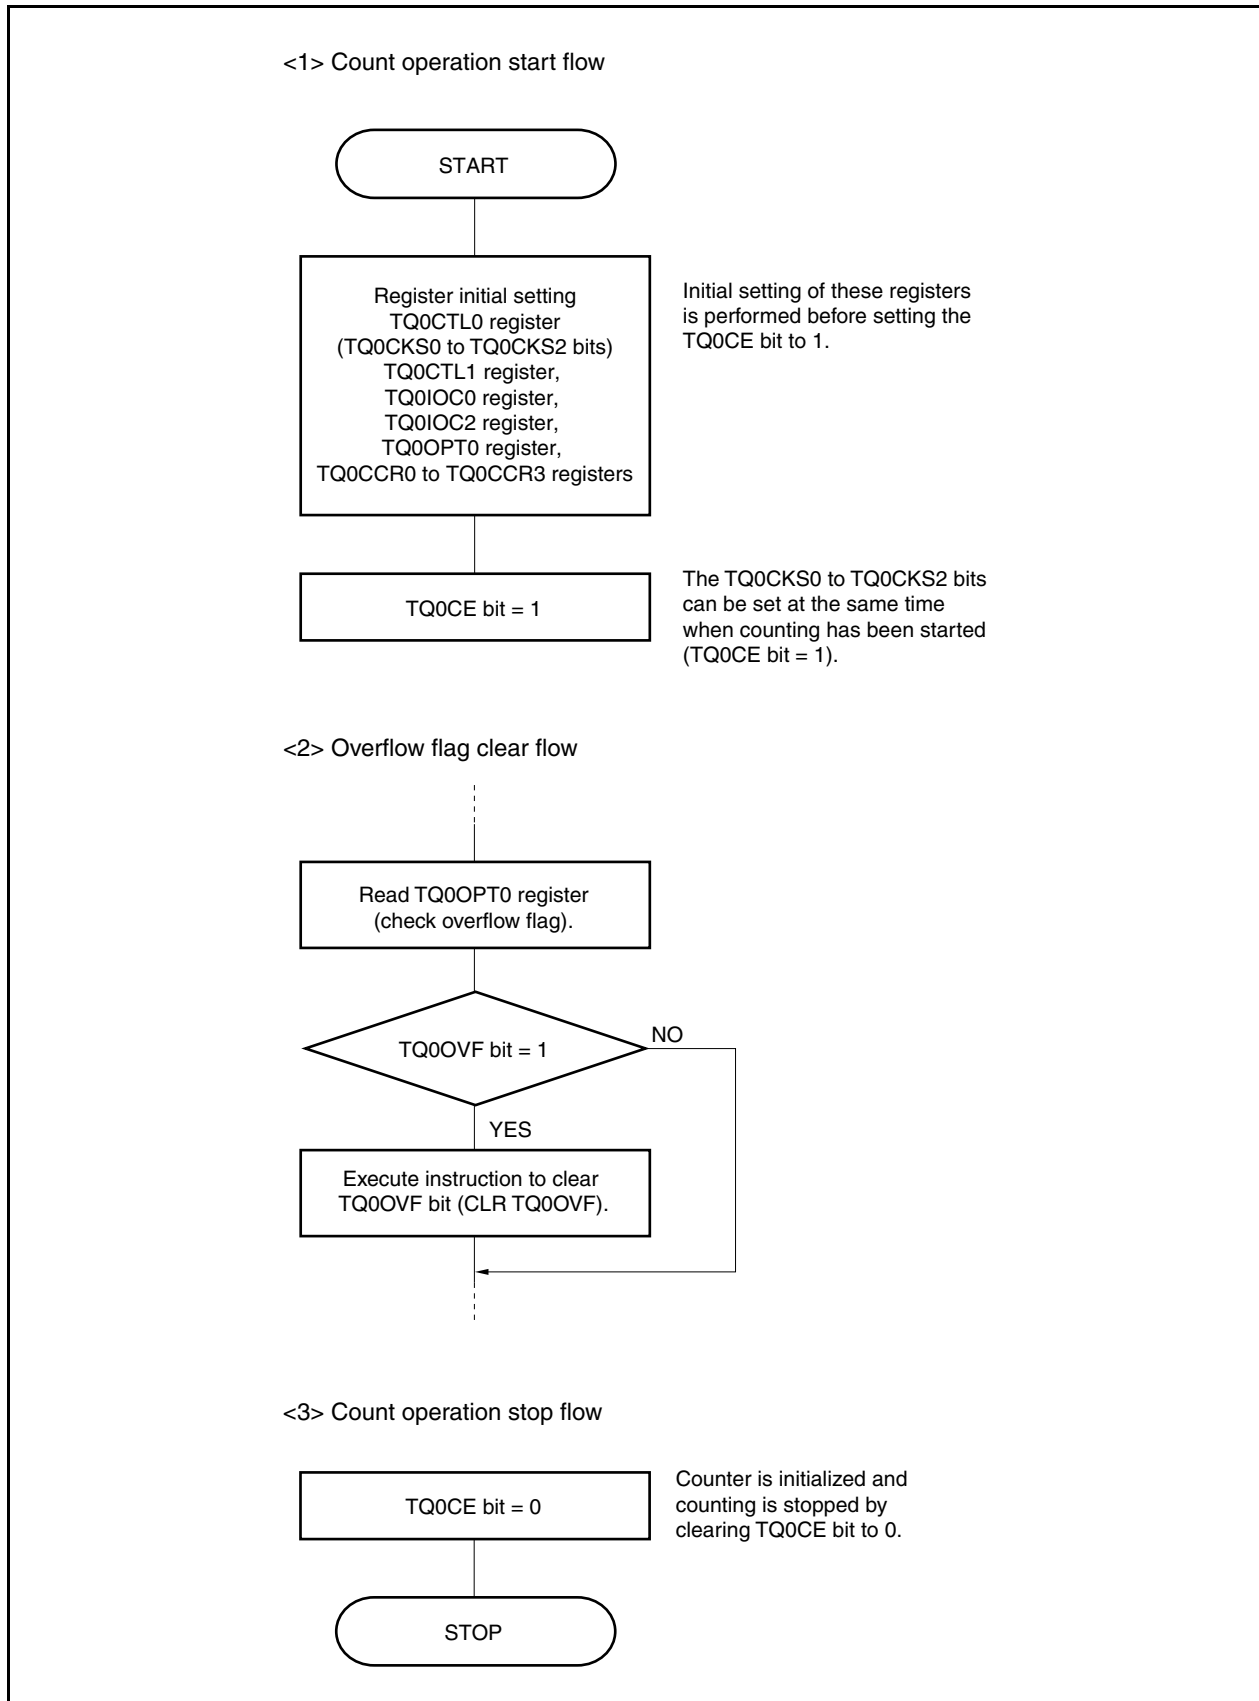 <1> Count operation start flow
START
Register initial setting
TQ0CTL0 register
(TQ0CKS0 to TQ0CKS2 bits)
TQ0CTL1 register,
TQ0IOC0 register,
TQ0IOC2 register,
TQ0OPT0 register,
TQ0CCR0 to TQ0CCR3 registers
Initial setting of these registers
is performed before setting the
TQ0CE bit to 1.
TQ0CE bit = 1
The TQ0CKS0 to TQ0CKS2 bits
can be set at the same time
when counting has been started
(TQ0CE bit = 1).
<2> Overflow flag clear flow
Read TQ0OPT0 register
(check overflow flag).
TQ0OVF bit = 1
NO
YES
Execute instruction to clear
TQ0OVF bit (CLR TQ0OVF).
<3> Count operation stop flow
TQ0CE bit = 0
Counter is initialized and
counting is stopped by
clearing TQ0CE bit to 0.
STOP